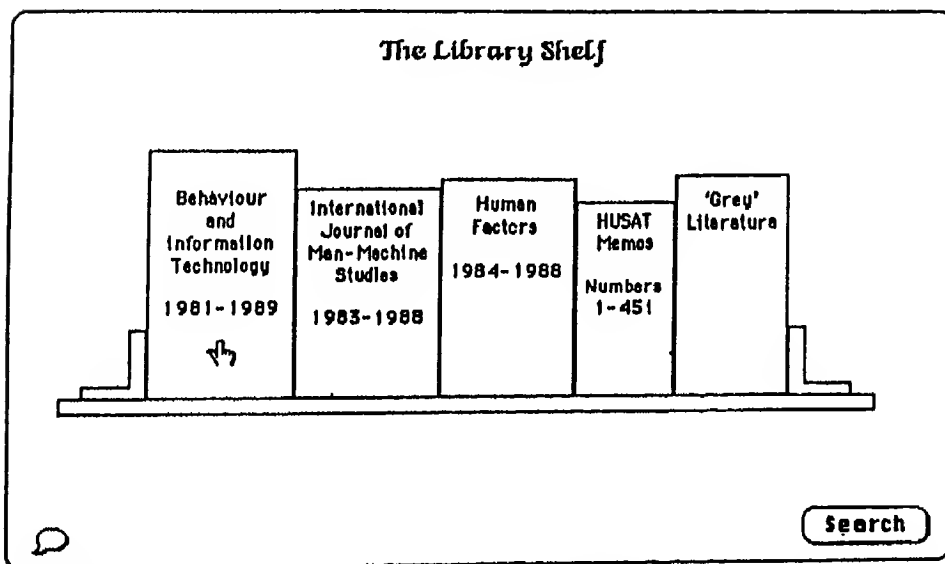 The Library Shelf
Behaviour
and
Information
Technology
1981-1989
International
Journal of
Man-Machine
Studies
1983-1988
Human
Factors
1984-1988
HUSAT
Memos
Numbers
1-451
'Grey'
Literature
Search